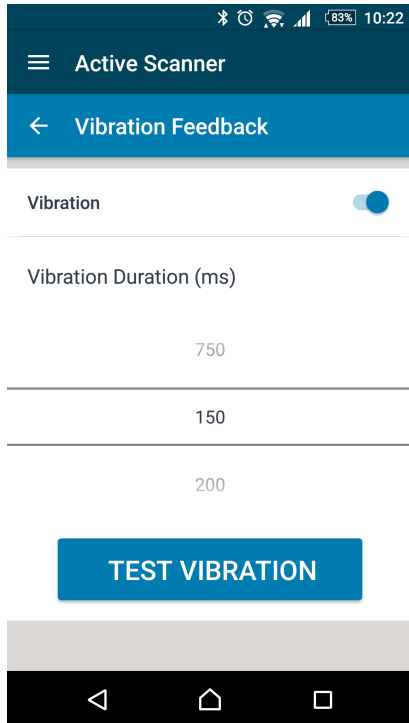 83% 10:22
Active Scanner
Vibration Feedback
Vibration
Vibration Duration (ms)
750
150
200
TEST VIBRATION